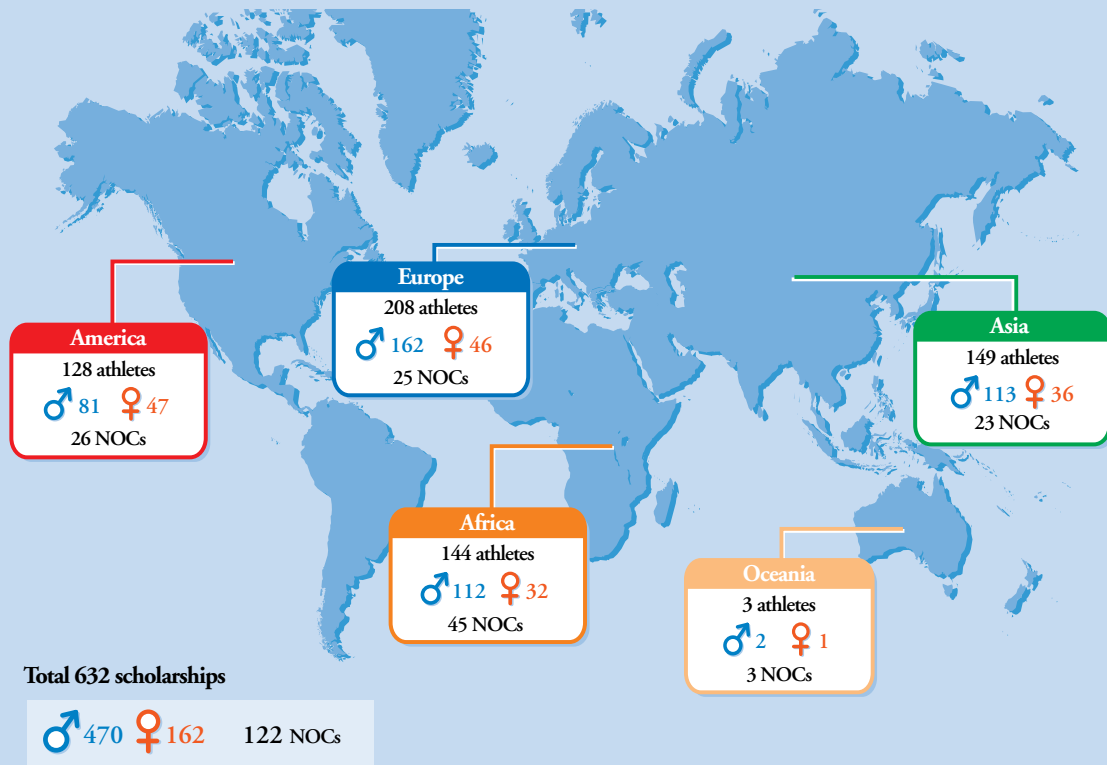 Europe
208 athletes
♂ 162 ♀ 46
25 NOCs
America
128 athletes
♂ 81 ♀ 47
26 NOCs
Asia
149 athletes
♂ 113 ♀ 36
23 NOCs
Africa
144 athletes
♂ 112 ♀ 32
45 NOCs
Oceania
3 athletes
♂ 2 ♀ 1
3 NOCs
Total 632 scholarships
♂ 470 ♀ 162 122 NOCs